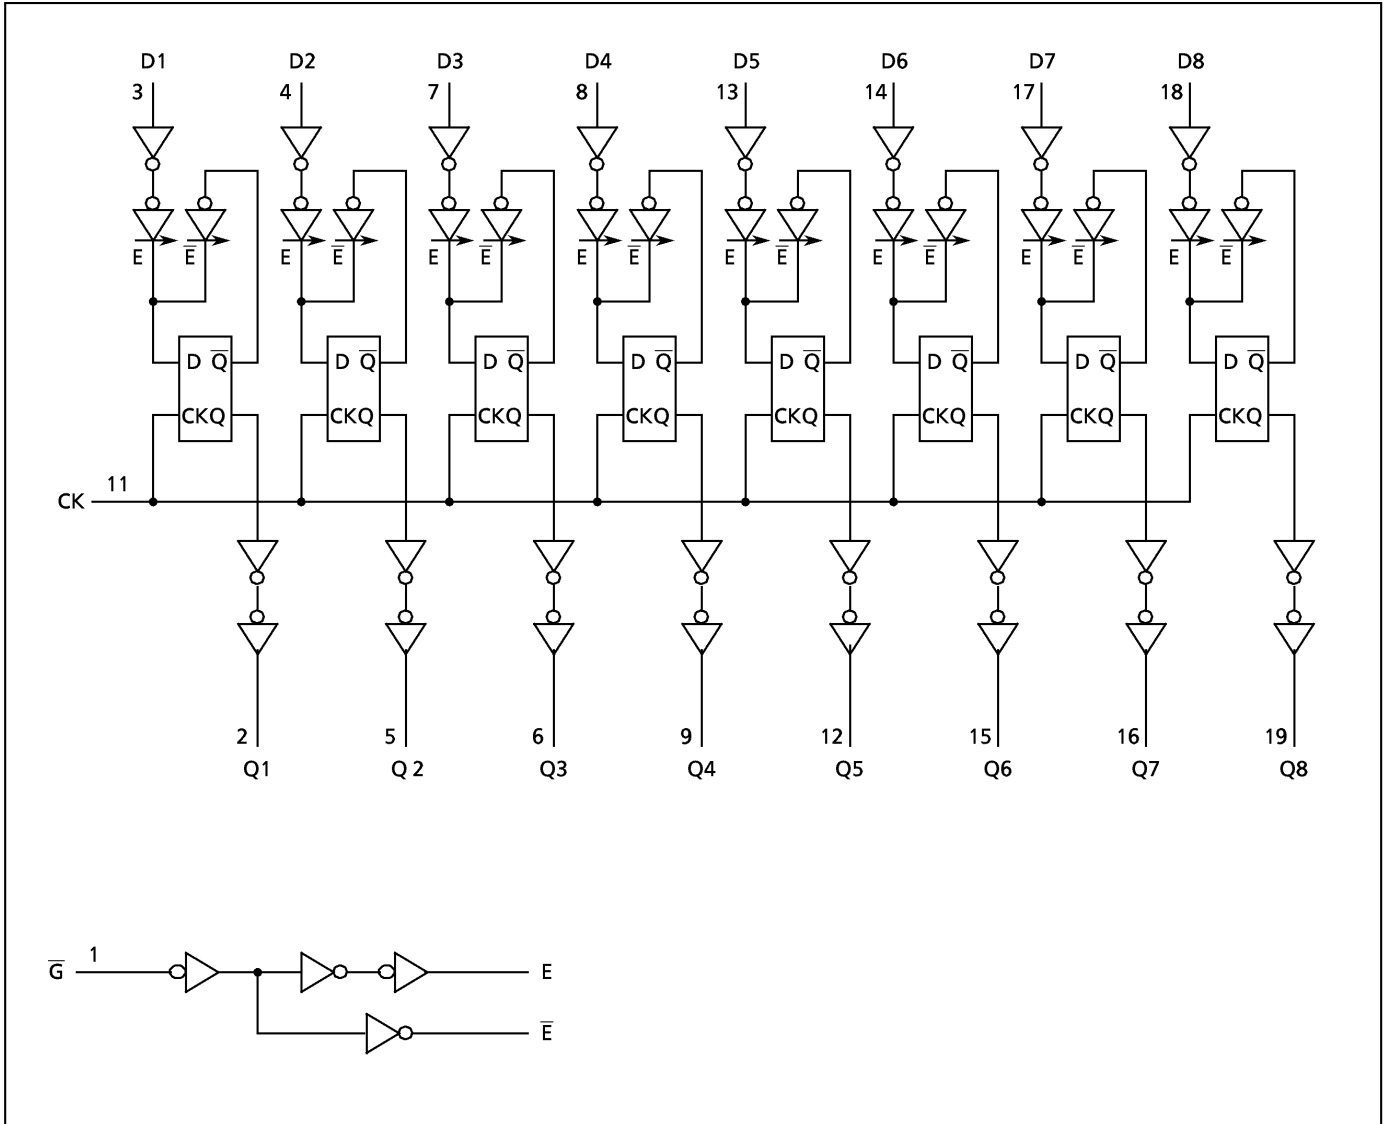 D1 D2 D3 D4 D5 D6 D7 D8
3 4 7 8 13 14 17 18
E E̅ E E̅ E E̅ E E̅ E E̅ E E̅ E E̅ E E̅
D Q̅ D Q̅ D Q̅ D Q̅ D Q̅ D Q̅ D Q̅ D Q̅
CKQ CKQ CKQ CKQ CKQ CKQ CKQ CKQ
CK 11
2 5 6 9 12 15 16 19
Q1 Q 2 Q3 Q4 Q5 Q6 Q7 Q8
G̅ 1 E
E̅